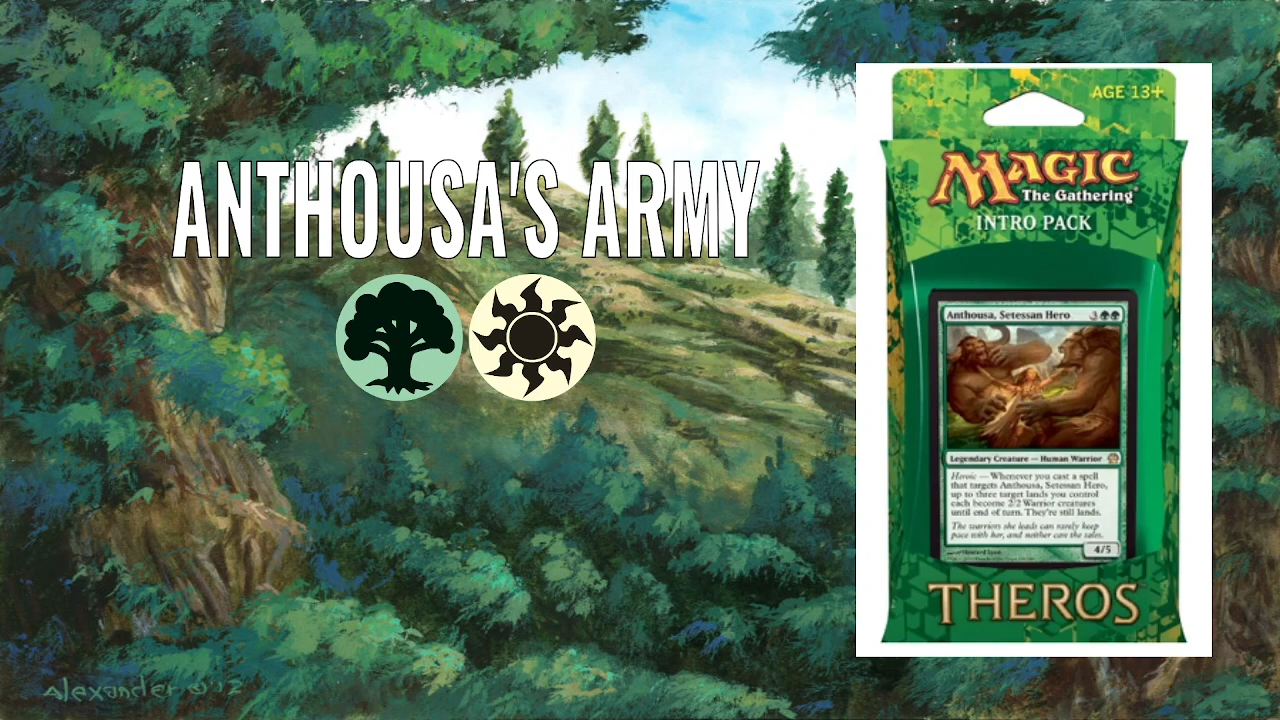 ANTHOUSA'S ARMY
AGE 13+
MAGIC
The Gathering®
INTRO PACK
Anthousa, Setessan Hero 3
Legendary Creature — Human Warrior
Heroic — Whenever you cast a spell
that targets Anthousa, Setessan Hero,
up to three target lands you control
each become 2/2 Warrior creatures
until end of turn. They're still lands.
The warriors she leads can rarely keep
pace with her, and neither can the tales.
4/5
THEROS
Alexander